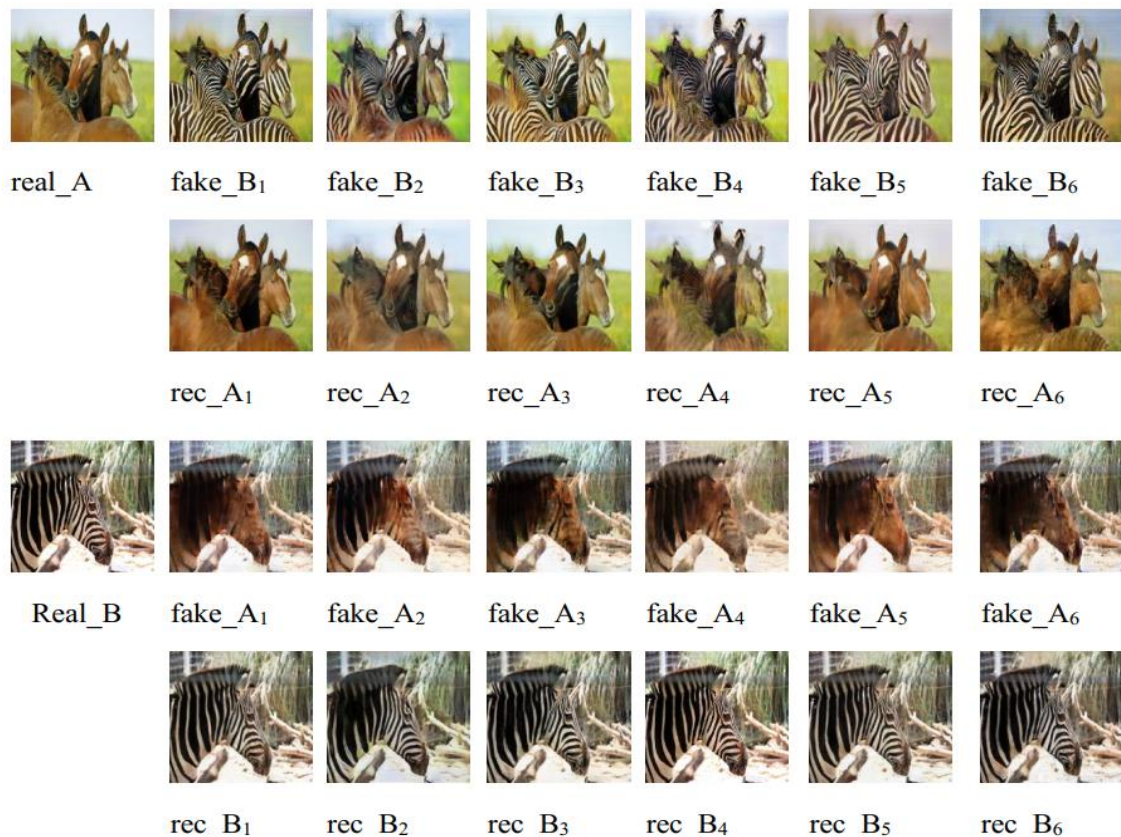 real_A fake_B₁ fake_B₂ fake_B₃ fake_B₄ fake_B₅ fake_B₆
rec_A₁ rec_A₂ rec_A₃ rec_A₄ rec_A₅ rec_A₆
Real_B fake_A₁ fake_A₂ fake_A₃ fake_A₄ fake_A₅ fake_A₆
rec_B₁ rec_B₂ rec_B₃ rec_B₄ rec_B₅ rec_B₆